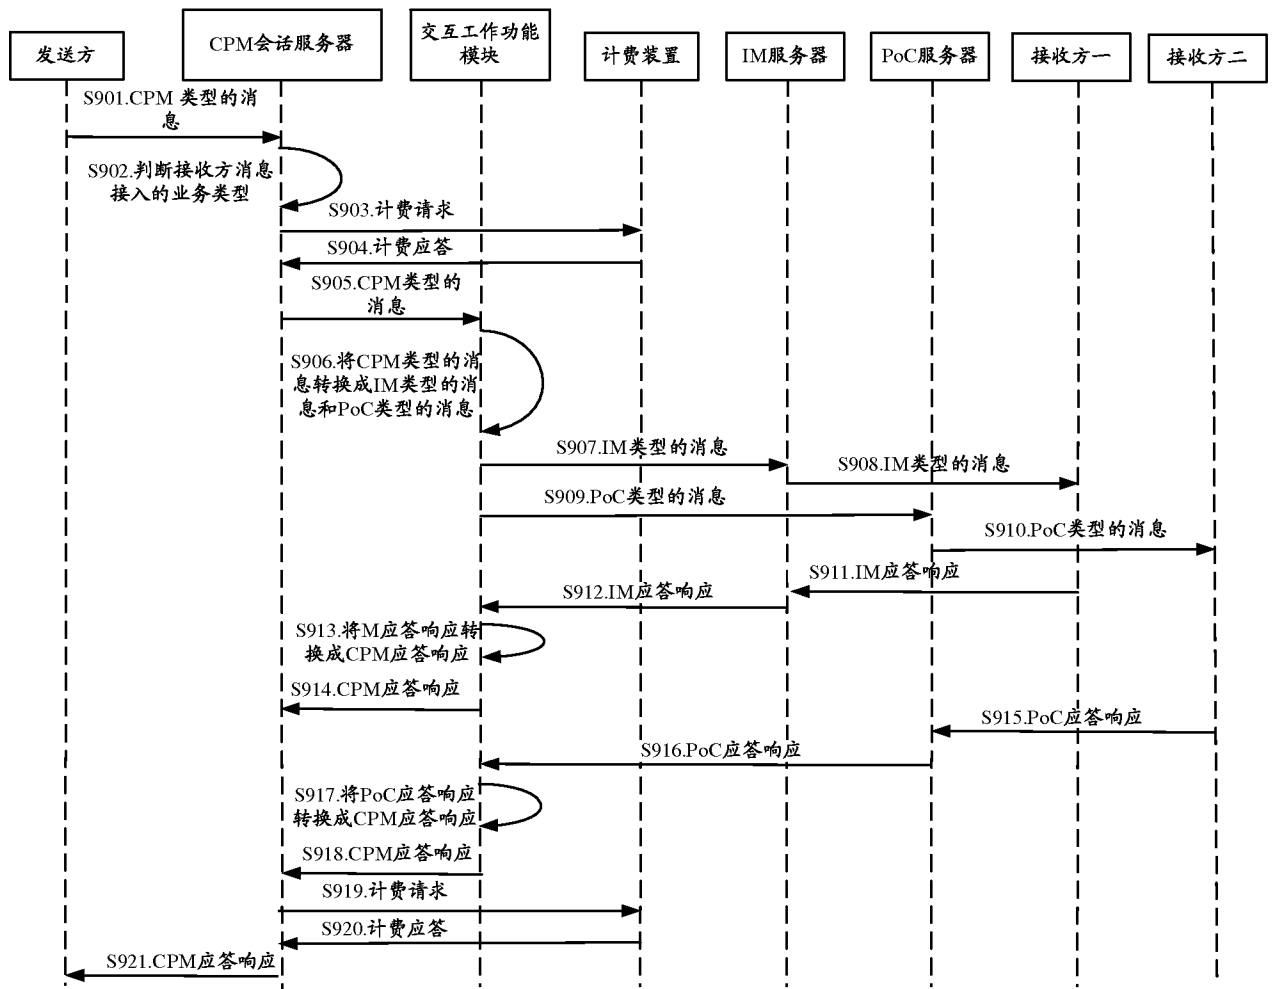 发送方
CPM会话服务器
交互工作功能
模块
计费装置
IM服务器
PoC服务器
接收方一
接收方二
S901.CPM 类型的消
息
S902.判断接收方消息
接入的业务类型
S903.计费请求
S904.计费应答
S905.CPM类型的
消息
S906.将CPM类型的消
息转换成IM类型的消
息和PoC类型的消息
S907.IM类型的消息
S908.IM类型的消息
S909.PoC类型的消息
S910.PoC类型的消息
S911.IM应答响应
S912.IM应答响应
S913.将M应答响应转
换成CPM应答响应
S914.CPM应答响应
S915.PoC应答响应
S916.PoC应答响应
S917.将PoC应答响应
转换成CPM应答响应
S918.CPM应答响应
S919.计费请求
S920.计费应答
S921.CPM应答响应